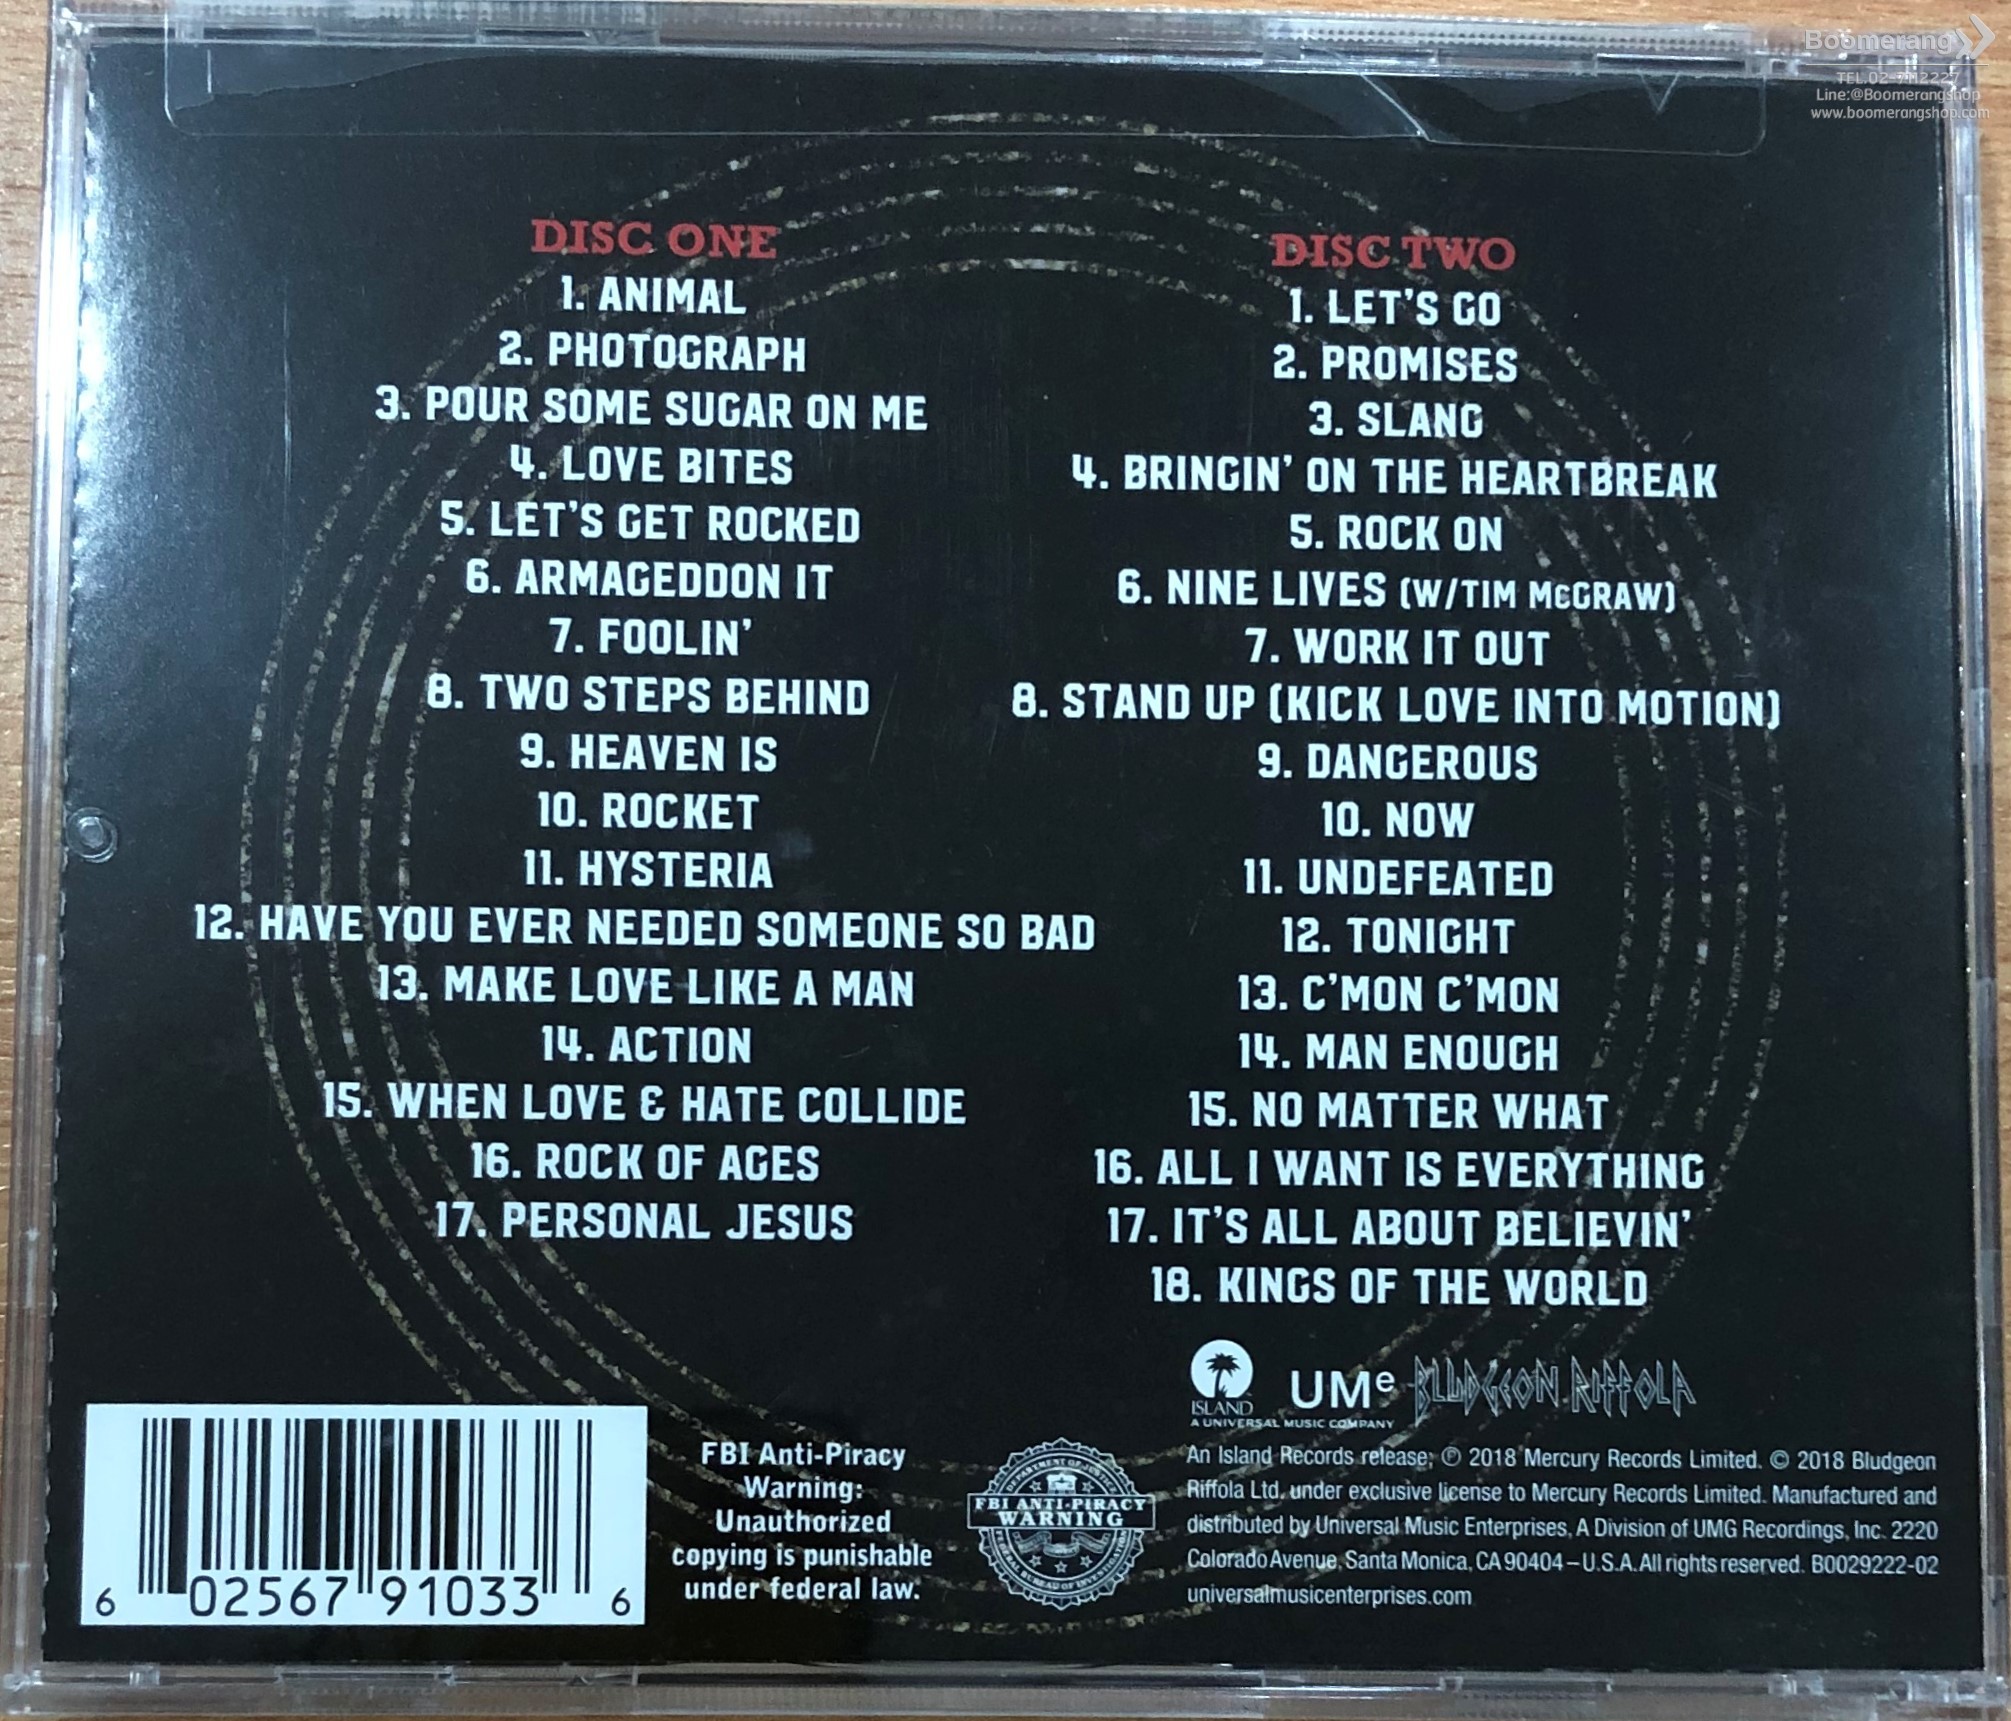 Boomerang
TEL.02-9112227
Line:@Boomerangshop
www.boomerangshop.com
DISC ONE
1. ANIMAL
2. PHOTOGRAPH
3. POUR SOME SUGAR ON ME
4. LOVE BITES
5. LET'S GET ROCKED
6. ARMAGEDDON IT
7. FOOLIN'
8. TWO STEPS BEHIND
9. HEAVEN IS
10. ROCKET
11. HYSTERIA
12. HAVE YOU EVER NEEDED SOMEONE SO BAD
13. MAKE LOVE LIKE A MAN
14. ACTION
15. WHEN LOVE & HATE COLLIDE
16. ROCK OF AGES
17. PERSONAL JESUS
DISC TWO
1. LET'S GO
2. PROMISES
3. SLANG
4. BRINGIN' ON THE HEARTBREAK
5. ROCK ON
6. NINE LIVES (W/TIM McGRAW)
7. WORK IT OUT
8. STAND UP (KICK LOVE INTO MOTION)
9. DANGEROUS
10. NOW
11. UNDEFEATED
12. TONIGHT
13. C'MON C'MON
14. MAN ENOUGH
15. NO MATTER WHAT
16. ALL I WANT IS EVERYTHING
17. IT'S ALL ABOUT BELIEVIN'
18. KINGS OF THE WORLD
6 02567 91033 6
FBI Anti-Piracy
Warning:
Unauthorized
copying is punishable
under federal law.
DEPARTMENT OF JUSTICE
FBI ANTI-PIRACY
WARNING
FEDERAL BUREAU OF INVESTIGATION
ISLAND
A UNIVERSAL MUSIC COMPANY
UMe
BLUDGEON RIFFOLA
An Island Records release; ℗ 2018 Mercury Records Limited. © 2018 Bludgeon
Riffola Ltd. under exclusive license to Mercury Records Limited. Manufactured and
distributed by Universal Music Enterprises, A Division of UMG Recordings, Inc. 2220
Colorado Avenue, Santa Monica, CA 90404 – U.S.A. All rights reserved. B0029222-02
universalmusicenterprises.com